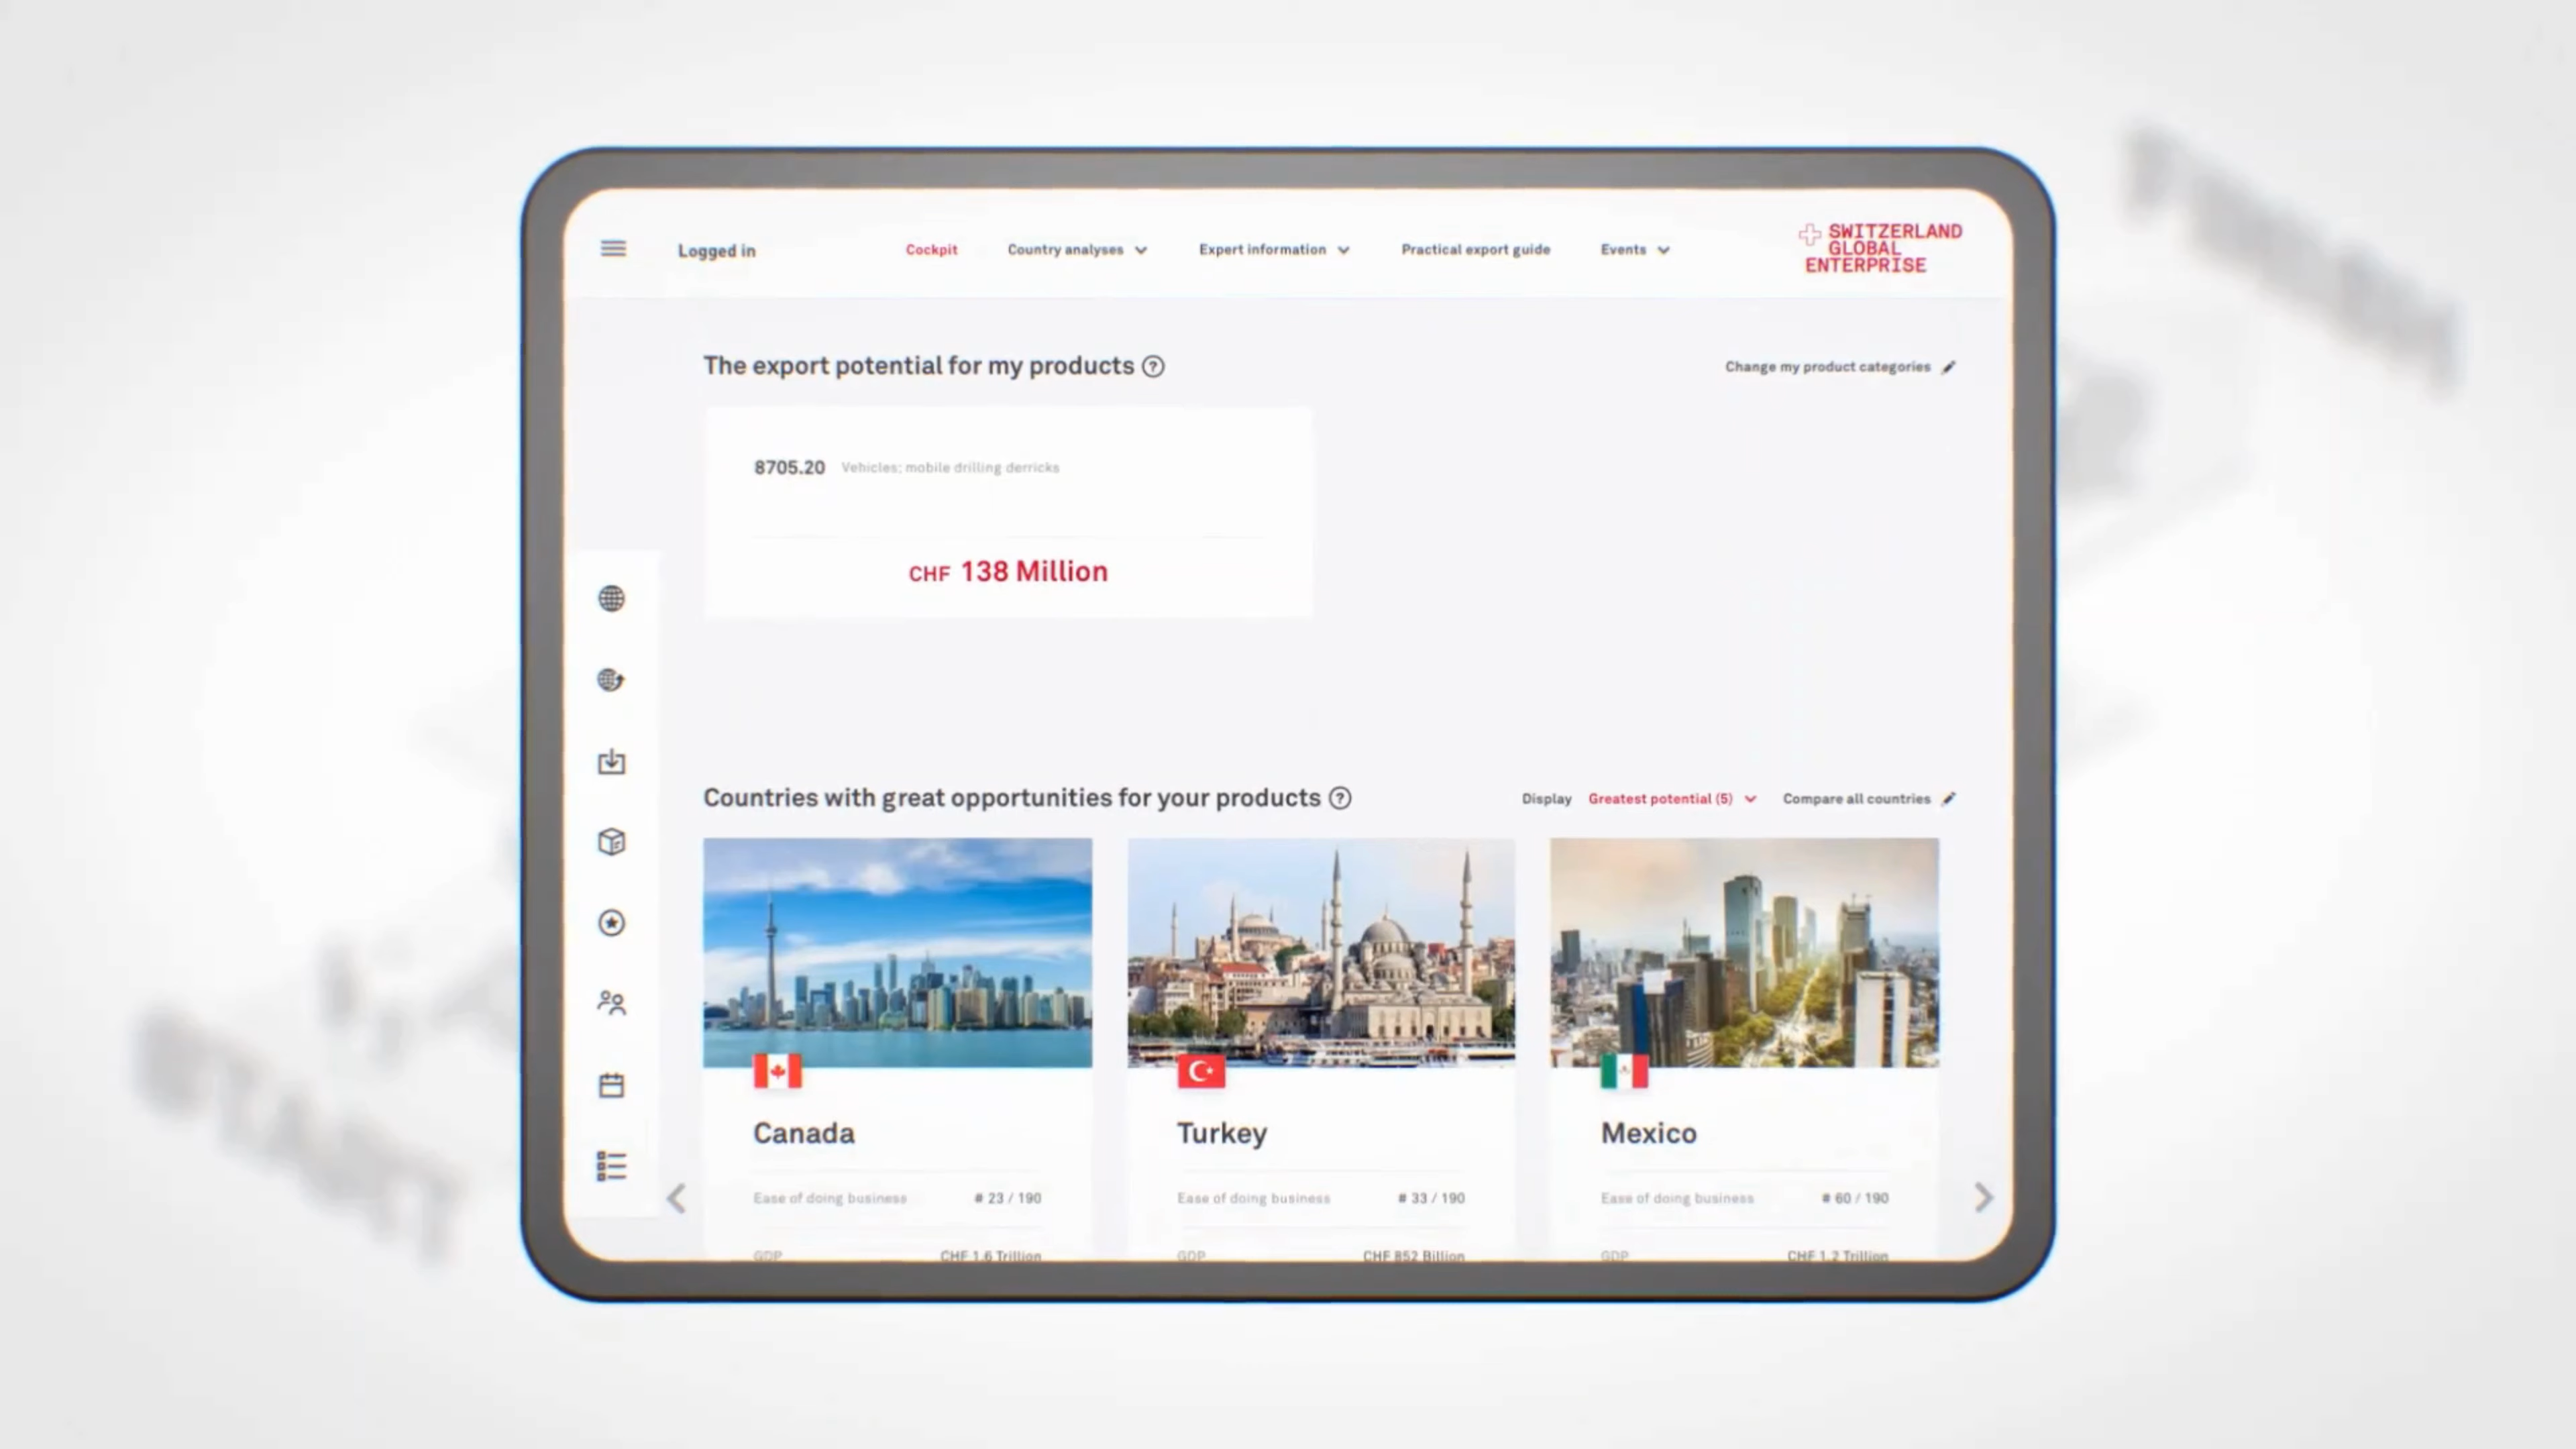 Logged in
Cockpit
Country analyses
Expert information
Practical export guide
Events
SWITZERLAND
GLOBAL
ENTERPRISE
The export potential for my products ?
Change my product categories
8705.20 Vehicles; mobile drilling derricks
CHF 138 Million
Countries with great opportunities for your products ?
Display Greatest potential (5)
Compare all countries
Canada
Turkey
Mexico
Ease of doing business # 23 / 190
Ease of doing business # 33 / 190
Ease of doing business # 60 / 190
GDP CHF 1.6 Trillion
GDP CHF 852 Billion
GDP CHF 1.2 Trillion
START